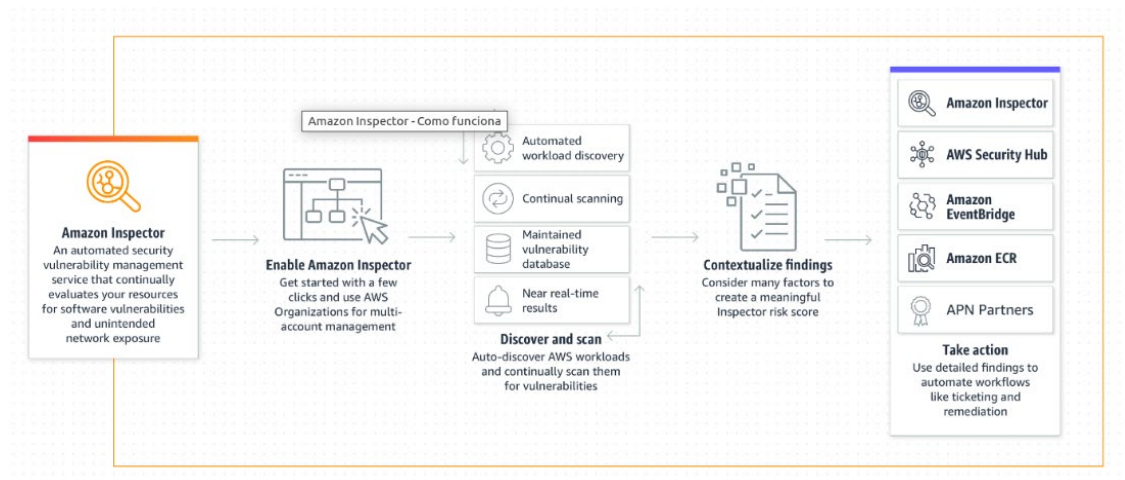 Amazon Inspector
An automated security
vulnerability management
service that continually
evaluates your resources
for software vulnerabilities
and unintended
network exposure
Enable Amazon Inspector
Get started with a few
clicks and use AWS
Organizations for multi-
account management
Amazon Inspector - Como funciona
Automated
workload discovery
Continual scanning
Maintained
vulnerability
database
Near real-time
results
Discover and scan
Auto-discover AWS workloads
and continually scan them
for vulnerabilities
Contextualize findings
Consider many factors to
create a meaningful
Inspector risk score
Amazon Inspector
AWS Security Hub
Amazon
EventBridge
Amazon ECR
APN Partners
Take action
Use detailed findings to
automate workflows
like ticketing and
remediation